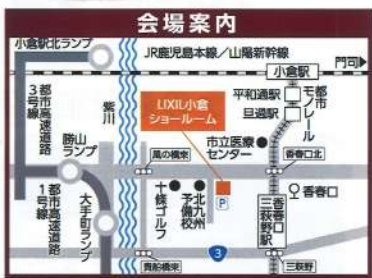 会場案内
小倉駅北ランプ
JR鹿児島本線／山陽新幹線
門司
小倉駅
平和通駅
旦過駅
都市モノレール
都市高速道路
3号線
紫川
LIXIL小倉
ショールーム
市立医療
センター
勝山
ランプ
風の橋東
香春口北
都市高速道路
1号線
大手町ランプ
十條ゴルフ
北九州
予備校
P
香春口
三萩野駅
香春口
3
貴船橋東
三萩野